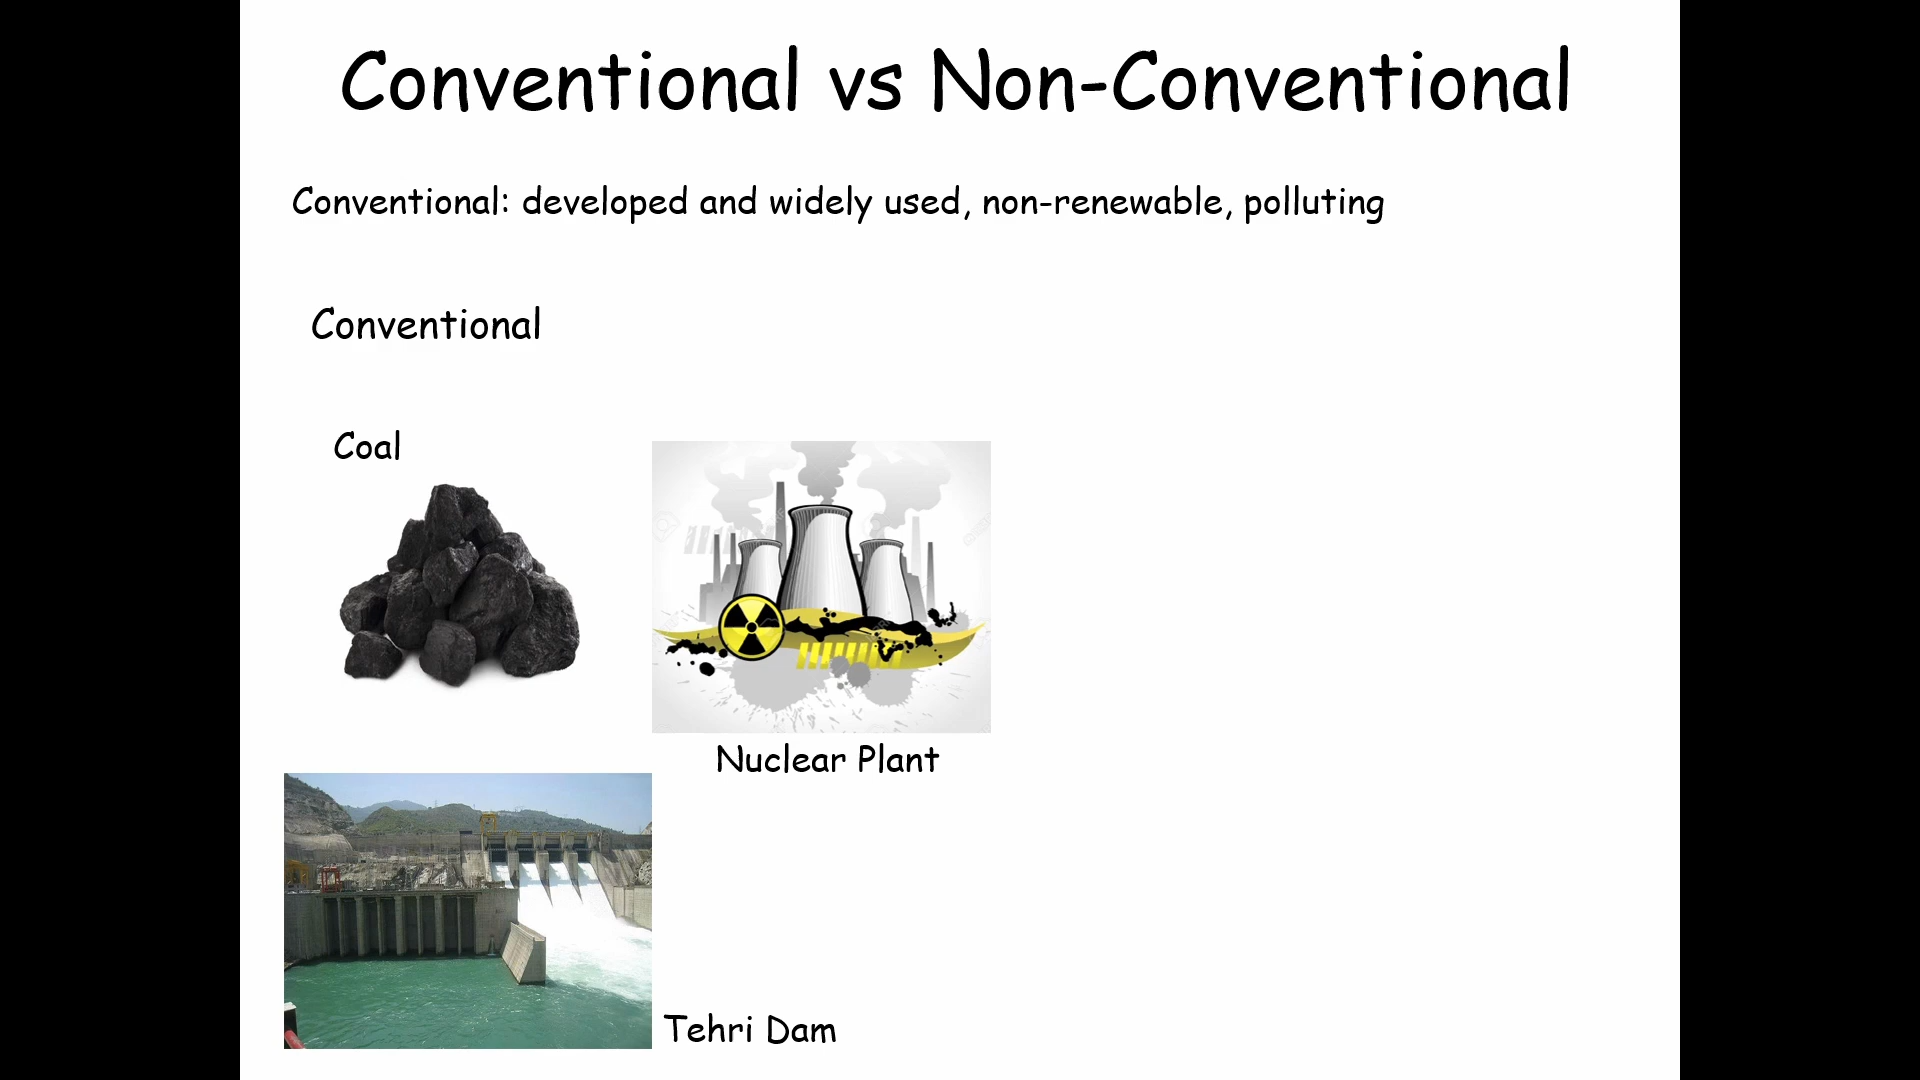 Conventional vs Non-Conventional
Conventional: developed and widely used, non-renewable, polluting
Conventional
Coal
Nuclear Plant
Tehri Dam